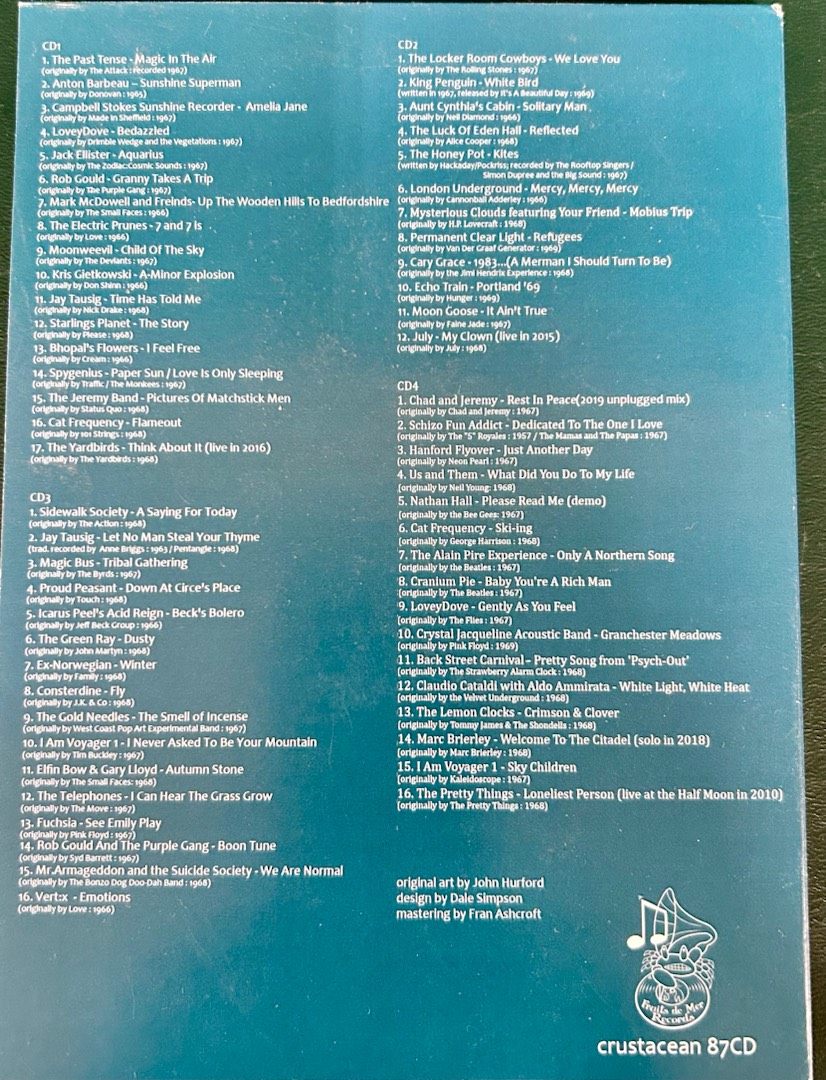 CD1
1. The Past Tense - Magic In The Air
(originally by The Attack : recorded 1967)
2. Anton Barbeau – Sunshine Superman
(originally by Donovan : 1965)
3. Campbell Stokes Sunshine Recorder - Amelia Jane
(originally by Made in Sheffield : 1967)
4. LoveyDove - Bedazzled
(originally by Drimble Wedge and the Vegetations : 1967)
5. Jack Ellister - Aquarius
(originally by The Zodiac:Cosmic Sounds : 1967)
6. Rob Gould - Granny Takes A Trip
(originally by The Purple Gang : 1967)
7. Mark McDowell and Freinds- Up The Wooden Hills To Bedfordshire
(originally by The Small Faces : 1966)
8. The Electric Prunes - 7 and 7 is
(originally by Love : 1966)
9. Moonweevil - Child Of The Sky
(originally by The Deviants : 1967)
10. Kris Gietkowski - A-Minor Explosion
(originally by Don Shinn : 1966)
11. Jay Tausig - Time Has Told Me
(originally by Nick Drake : 1968)
12. Starlings Planet - The Story
(originally by Please : 1968)
13. Bhopal's Flowers - I Feel Free
(originally by Cream : 1966)
14. Spygenius - Paper Sun / Love Is Only Sleeping
(originally by Traffic / The Monkees : 1967)
15. The Jeremy Band - Pictures Of Matchstick Men
(originally by Status Quo : 1968)
16. Cat Frequency - Flameout
(originally by 101 Strings : 1968)
17. The Yardbirds - Think About It (live in 2016)
(originally by The Yardbirds : 1968)
CD3
1. Sidewalk Society - A Saying For Today
(originally by The Action : 1968)
2. Jay Tausig - Let No Man Steal Your Thyme
(trad. recorded by Anne Briggs : 1963 / Pentangle : 1968)
3. Magic Bus - Tribal Gathering
(originally by The Byrds : 1967)
4. Proud Peasant - Down At Circe's Place
(originally by Touch : 1968)
5. Icarus Peel's Acid Reign - Beck's Bolero
(originally by Jeff Beck Group : 1966)
6. The Green Ray - Dusty
(originally by John Martyn : 1968)
7. Ex-Norwegian - Winter
(originally by Family : 1968)
8. Consterdine - Fly
(originally by J.K. & Co : 1968)
9. The Gold Needles - The Smell of Incense
(originally by West Coast Pop Art Experimental Band : 1967)
10. I Am Voyager 1 - I Never Asked To Be Your Mountain
(originally by Tim Buckley : 1967)
11. Elfin Bow & Gary Lloyd - Autumn Stone
(originally by The Small Faces: 1968)
12. The Telephones - I Can Hear The Grass Grow
(originally by The Move : 1967)
13. Fuchsia - See Emily Play
(originally by Pink Floyd : 1967)
14. Rob Gould And The Purple Gang - Boon Tune
(originally by Syd Barrett : 1967)
15. Mr.Armageddon and the Suicide Society - We Are Normal
(originally by The Bonzo Dog Doo-Dah Band : 1968)
16. Vert:x - Emotions
(originally by Love : 1966)
CD2
1. The Locker Room Cowboys - We Love You
(originally by The Rolling Stones : 1967)
2. King Penguin - White Bird
(written in 1967, released by It's A Beautiful Day : 1969)
3. Aunt Cynthia's Cabin - Solitary Man
(originally by Neil Diamond : 1966)
4. The Luck Of Eden Hall - Reflected
(originally by Alice Cooper : 1968)
5. The Honey Pot - Kites
(written by Hackaday/Pockriss; recorded by The Rooftop Singers /
Simon Dupree and the Big Sound : 1967)
6. London Underground - Mercy, Mercy, Mercy
(originally by Cannonball Adderley : 1966)
7. Mysterious Clouds featuring Your Friend - Mobius Trip
(originally by H.P. Lovecraft : 1968)
8. Permanent Clear Light - Refugees
(originally by Van Der Graaf Generator : 1969)
9. Cary Grace - 1983...(A Merman I Should Turn To Be)
(originally by the Jimi Hendrix Experience : 1968)
10. Echo Train - Portland '69
(originally by Hunger : 1969)
11. Moon Goose - It Ain't True
(originally by Faine Jade : 1967)
12. July - My Clown (live in 2015)
(originally by July : 1968)
CD4
1. Chad and Jeremy - Rest In Peace(2019 unplugged mix)
(originally by Chad and Jeremy : 1967)
2. Schizo Fun Addict - Dedicated To The One I Love
(originally by The "5" Royales : 1957 / The Mamas and The Papas : 1967)
3. Hanford Flyover - Just Another Day
(originally by Neon Pearl : 1967)
4. Us and Them - What Did You Do To My Life
(originally by Neil Young: 1968)
5. Nathan Hall - Please Read Me (demo)
(originally by the Bee Gees: 1967)
6. Cat Frequency - Ski-ing
(originally by George Harrison : 1968)
7. The Alain Pire Experience - Only A Northern Song
(originally by the Beatles : 1967)
8. Cranium Pie - Baby You're A Rich Man
(originally by The Beatles : 1967)
9. LoveyDove - Gently As You Feel
(originally by The Flies : 1967)
10. Crystal Jacqueline Acoustic Band - Granchester Meadows
(originally by Pink Floyd : 1969)
11. Back Street Carnival - Pretty Song from 'Psych-Out'
(originally by The Strawberry Alarm Clock : 1968)
12. Claudio Cataldi with Aldo Ammirata - White Light, White Heat
(originally by the Velvet Underground : 1968)
13. The Lemon Clocks - Crimson & Clover
(originally by Tommy James & The Shondells : 1968)
14. Marc Brierley - Welcome To The Citadel (solo in 2018)
(originally by Marc Brierley : 1968)
15. I Am Voyager 1 - Sky Children
(originally by Kaleidoscope : 1967)
16. The Pretty Things - Loneliest Person (live at the Half Moon in 2010)
(originally by The Pretty Things : 1968)
original art by John Hurford
design by Dale Simpson
mastering by Fran Ashcroft
Fruits de Mer
Records
crustacean 87CD